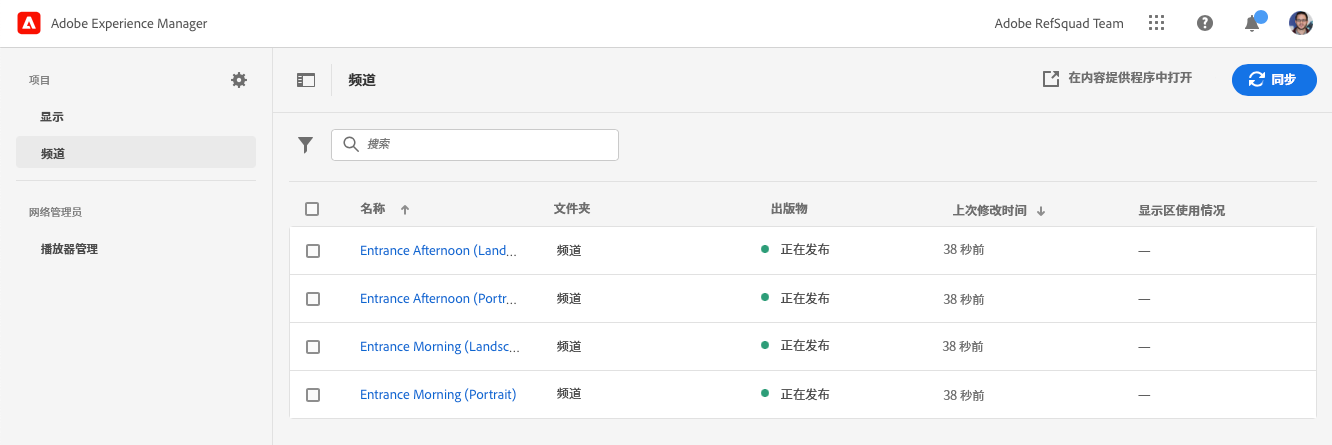 Adobe Experience Manager
Adobe RefSquad Team
项目
显示
频道
网络管理员
播放器管理
频道
在内容提供程序中打开
同步
搜索
名称 文件夹 出版物 上次修改时间 显示区使用情况
Entrance Afternoon (Land... 频道 正在发布 38 秒前 —
Entrance Afternoon (Portr... 频道 正在发布 38 秒前 —
Entrance Morning (Landsc... 频道 正在发布 38 秒前 —
Entrance Morning (Portrait) 频道 正在发布 38 秒前 —